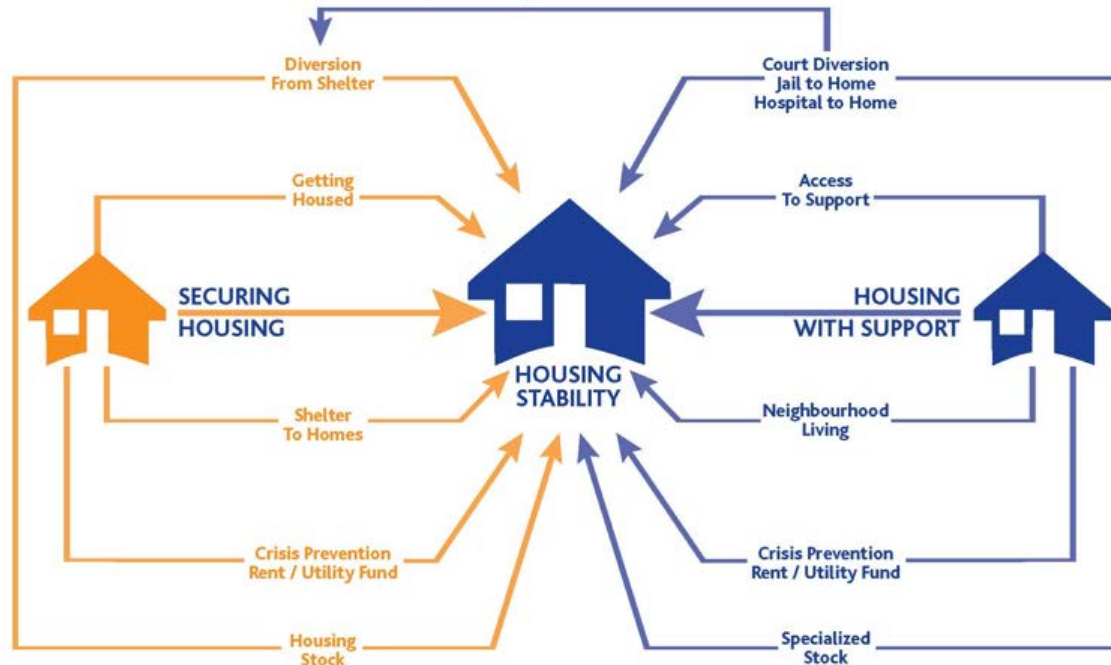 Diversion
From Shelter
Court Diversion
Jail to Home
Hospital to Home
Getting
Housed
Access
To Support
SECURING
HOUSING
HOUSING
WITH SUPPORT
HOUSING
STABILITY
Shelter
To Homes
Neighbourhood
Living
Crisis Prevention
Rent / Utility Fund
Crisis Prevention
Rent / Utility Fund
Housing
Stock
Specialized
Stock